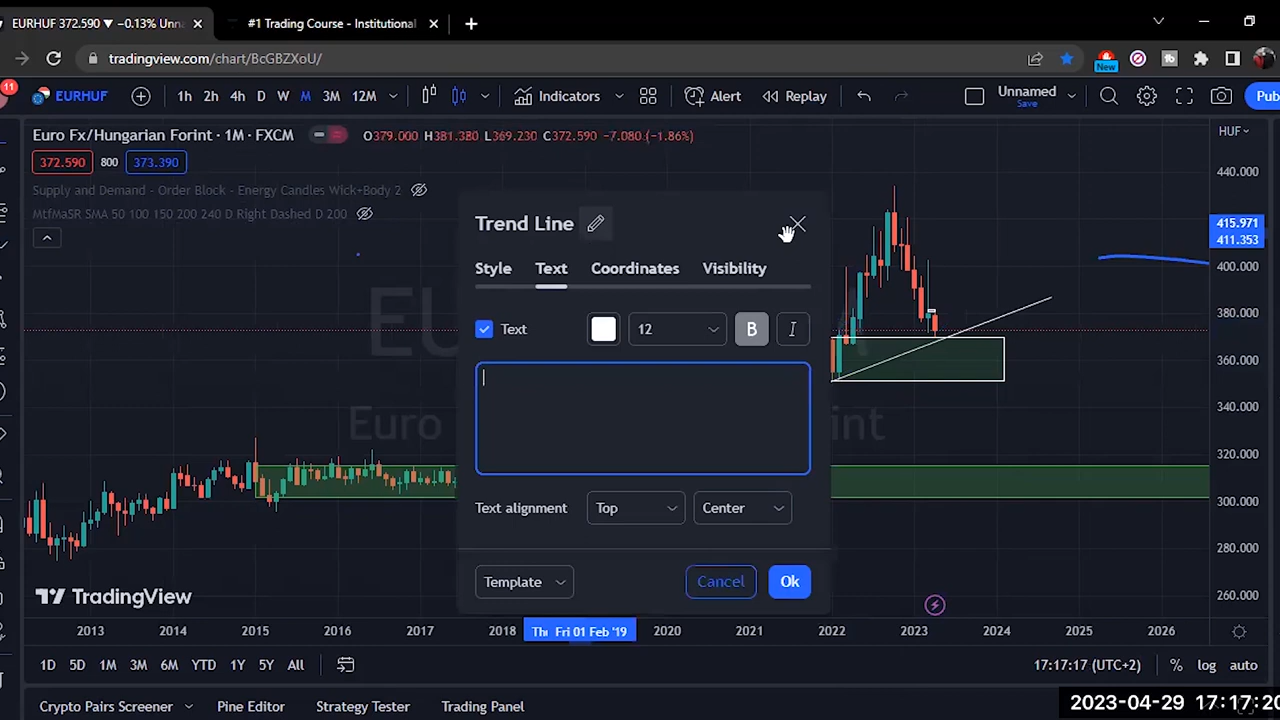 EURHUF 372.590 ▼ −0.13% Unna
#1 Trading Course - Institutional
tradingview.com/chart/BcGBZXoU/
New
11
EURHUF
1h 2h 4h D W M 3M 12M
Indicators
Alert
Replay
Unnamed
Save
Pub
Euro Fx/Hungarian Forint · 1M · FXCM
O379.000 H381.380 L369.230 C372.590 −7.080 (−1.86%)
HUF
372.590 800 373.390
Supply and Demand - Order Block - Energy Candles Wick+Body 2
MtfMaSR SMA 50 100 150 200 240 D Right Dashed D 200
Trend Line
Style Text Coordinates Visibility
Text
12
B
I
Text alignment
Top
Center
Template
Cancel
Ok
440.000
415.971
411.353
400.000
380.000
360.000
340.000
320.000
300.000
280.000
260.000
Euro
int
TradingView
2013 2014 2015 2016 2017 2018 Thu Fri 01 Feb '19 2020 2021 2022 2023 2024 2025 2026
1D 5D 1M 3M 6M YTD 1Y 5Y All
17:17:17 (UTC+2)
% log auto
Crypto Pairs Screener
Pine Editor
Strategy Tester
Trading Panel
2023-04-29 17:17:20